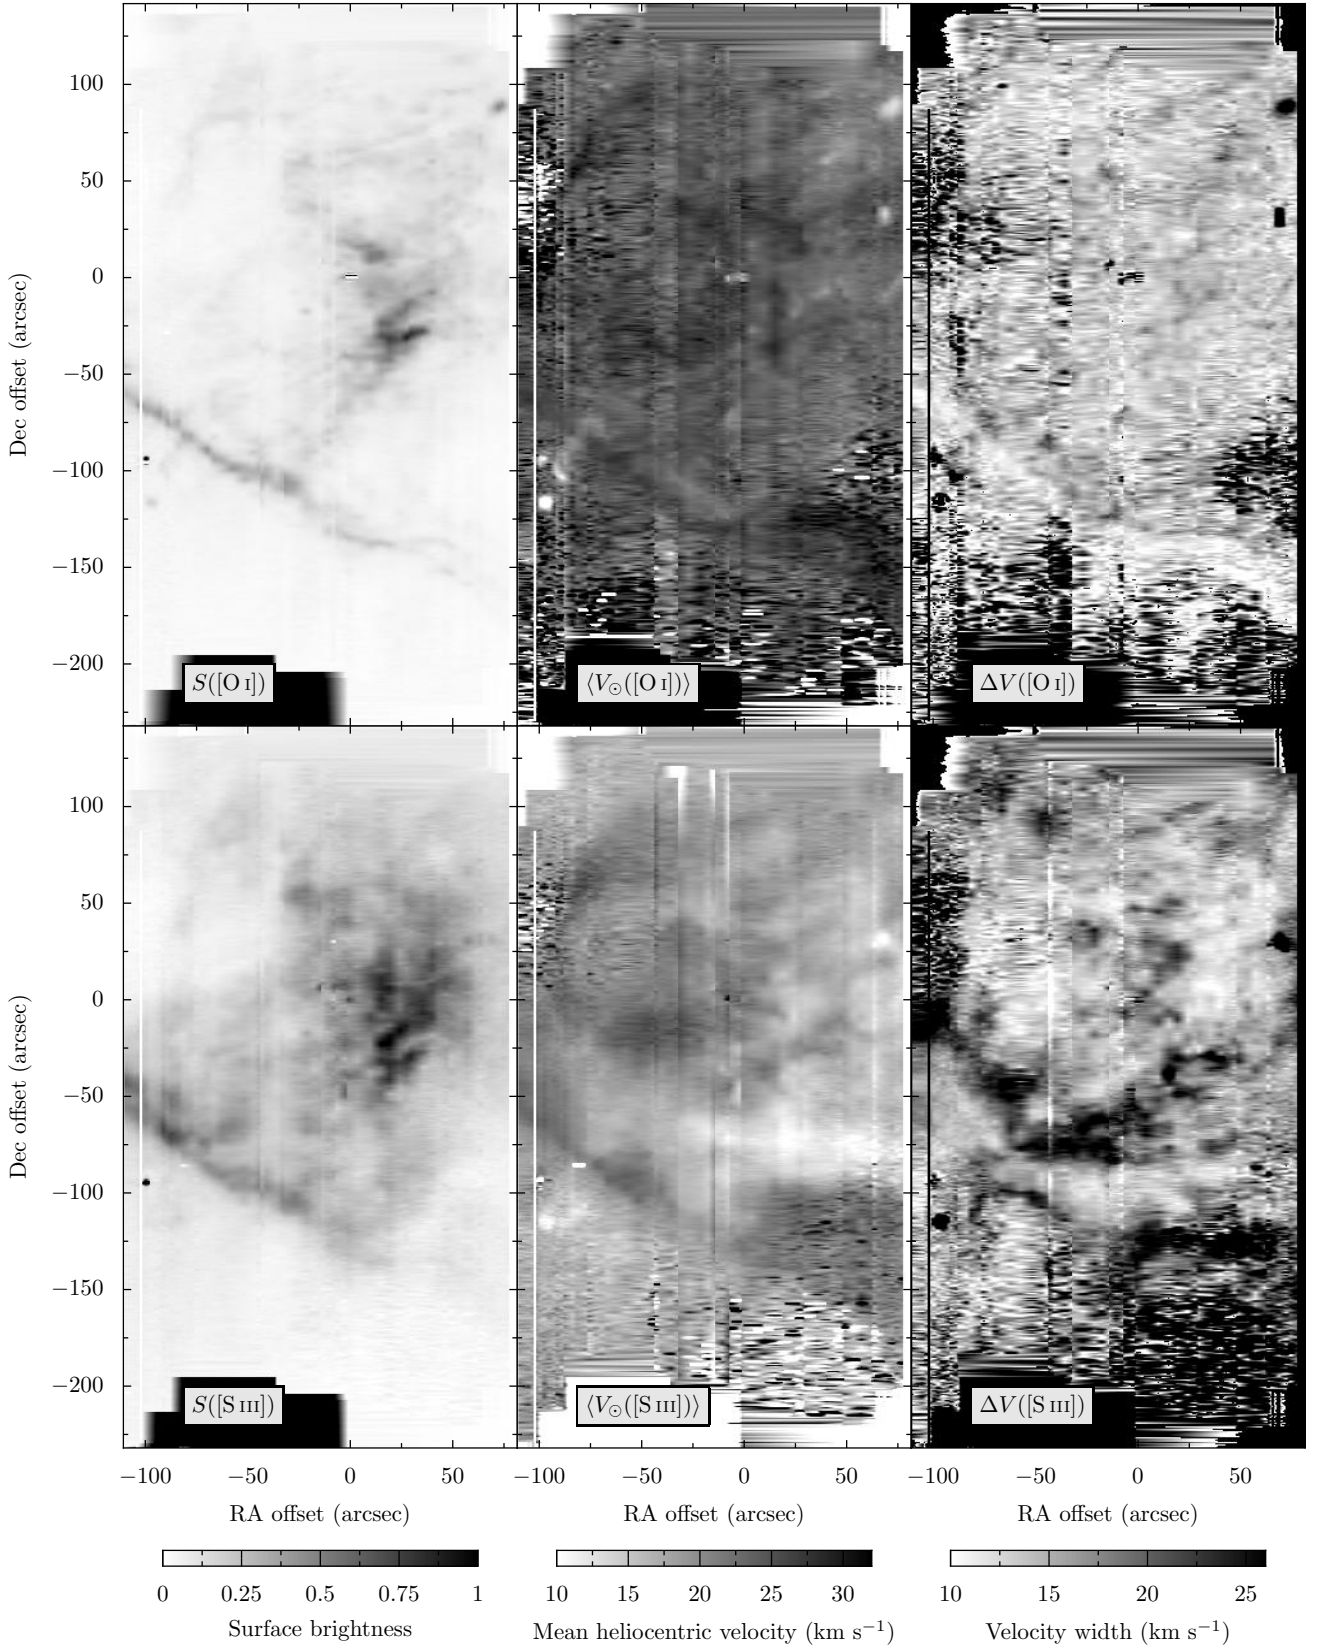 100
50
0
−50
−100
−150
−200
Dec offset (arcsec)
S([O I])
⟨V⊙([O I])⟩
ΔV([O I])
100
50
0
−50
−100
−150
−200
Dec offset (arcsec)
S([S III])
⟨V⊙([S III])⟩
ΔV([S III])
−100 −50 0 50 −100 −50 0 50 −100 −50 0 50
RA offset (arcsec) RA offset (arcsec) RA offset (arcsec)
0 0.25 0.5 0.75 1 10 15 20 25 30 10 15 20 25
Surface brightness Mean heliocentric velocity (km s⁻¹) Velocity width (km s⁻¹)